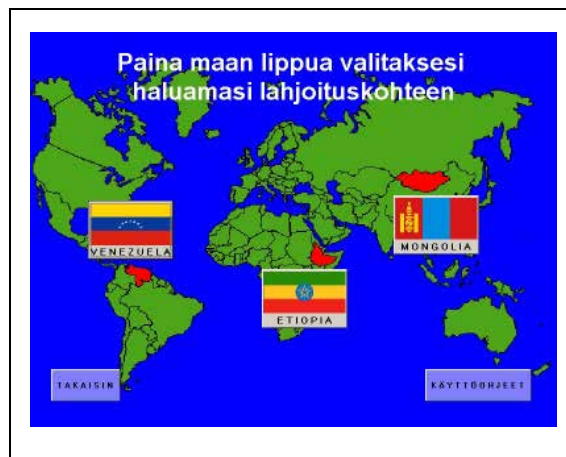 Paina maan lippua valitaksesi
haluamasi lahjoituskohteen
VENEZUELA
MONGOLIA
ETIOPIA
TAKAISIN
KÄYTTÖOHJEET